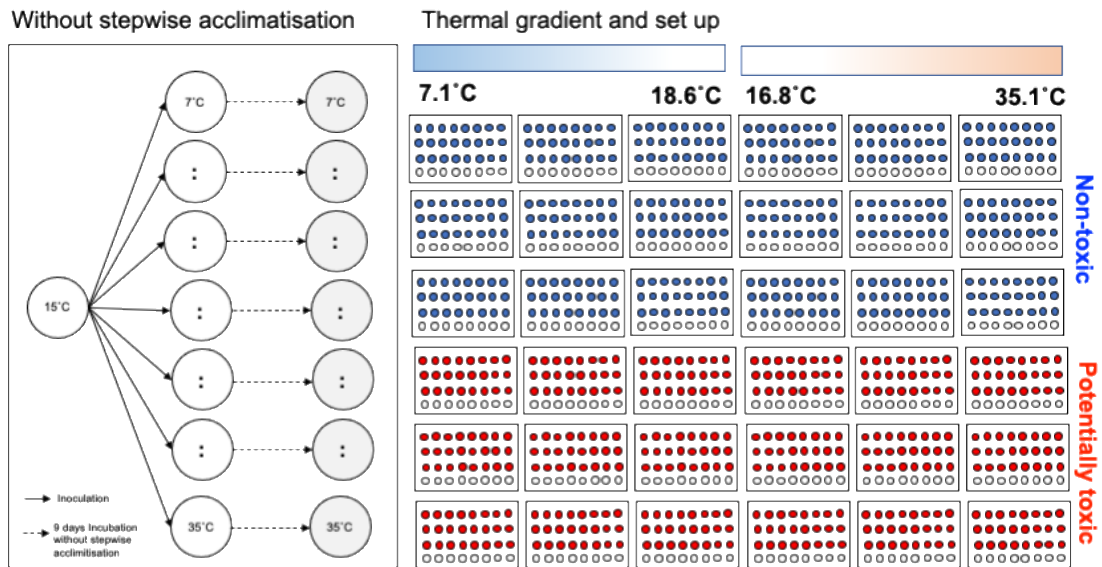 Without stepwise acclimatisation
Thermal gradient and set up
7˚C
7˚C
:
:
:
:
15˚C
:
:
:
:
:
:
35˚C
35˚C
Inoculation
9 days Incubation
without stepwise
acclimitisation
7.1˚C
18.6˚C
16.8˚C
35.1˚C
Non-toxic
Potentially toxic